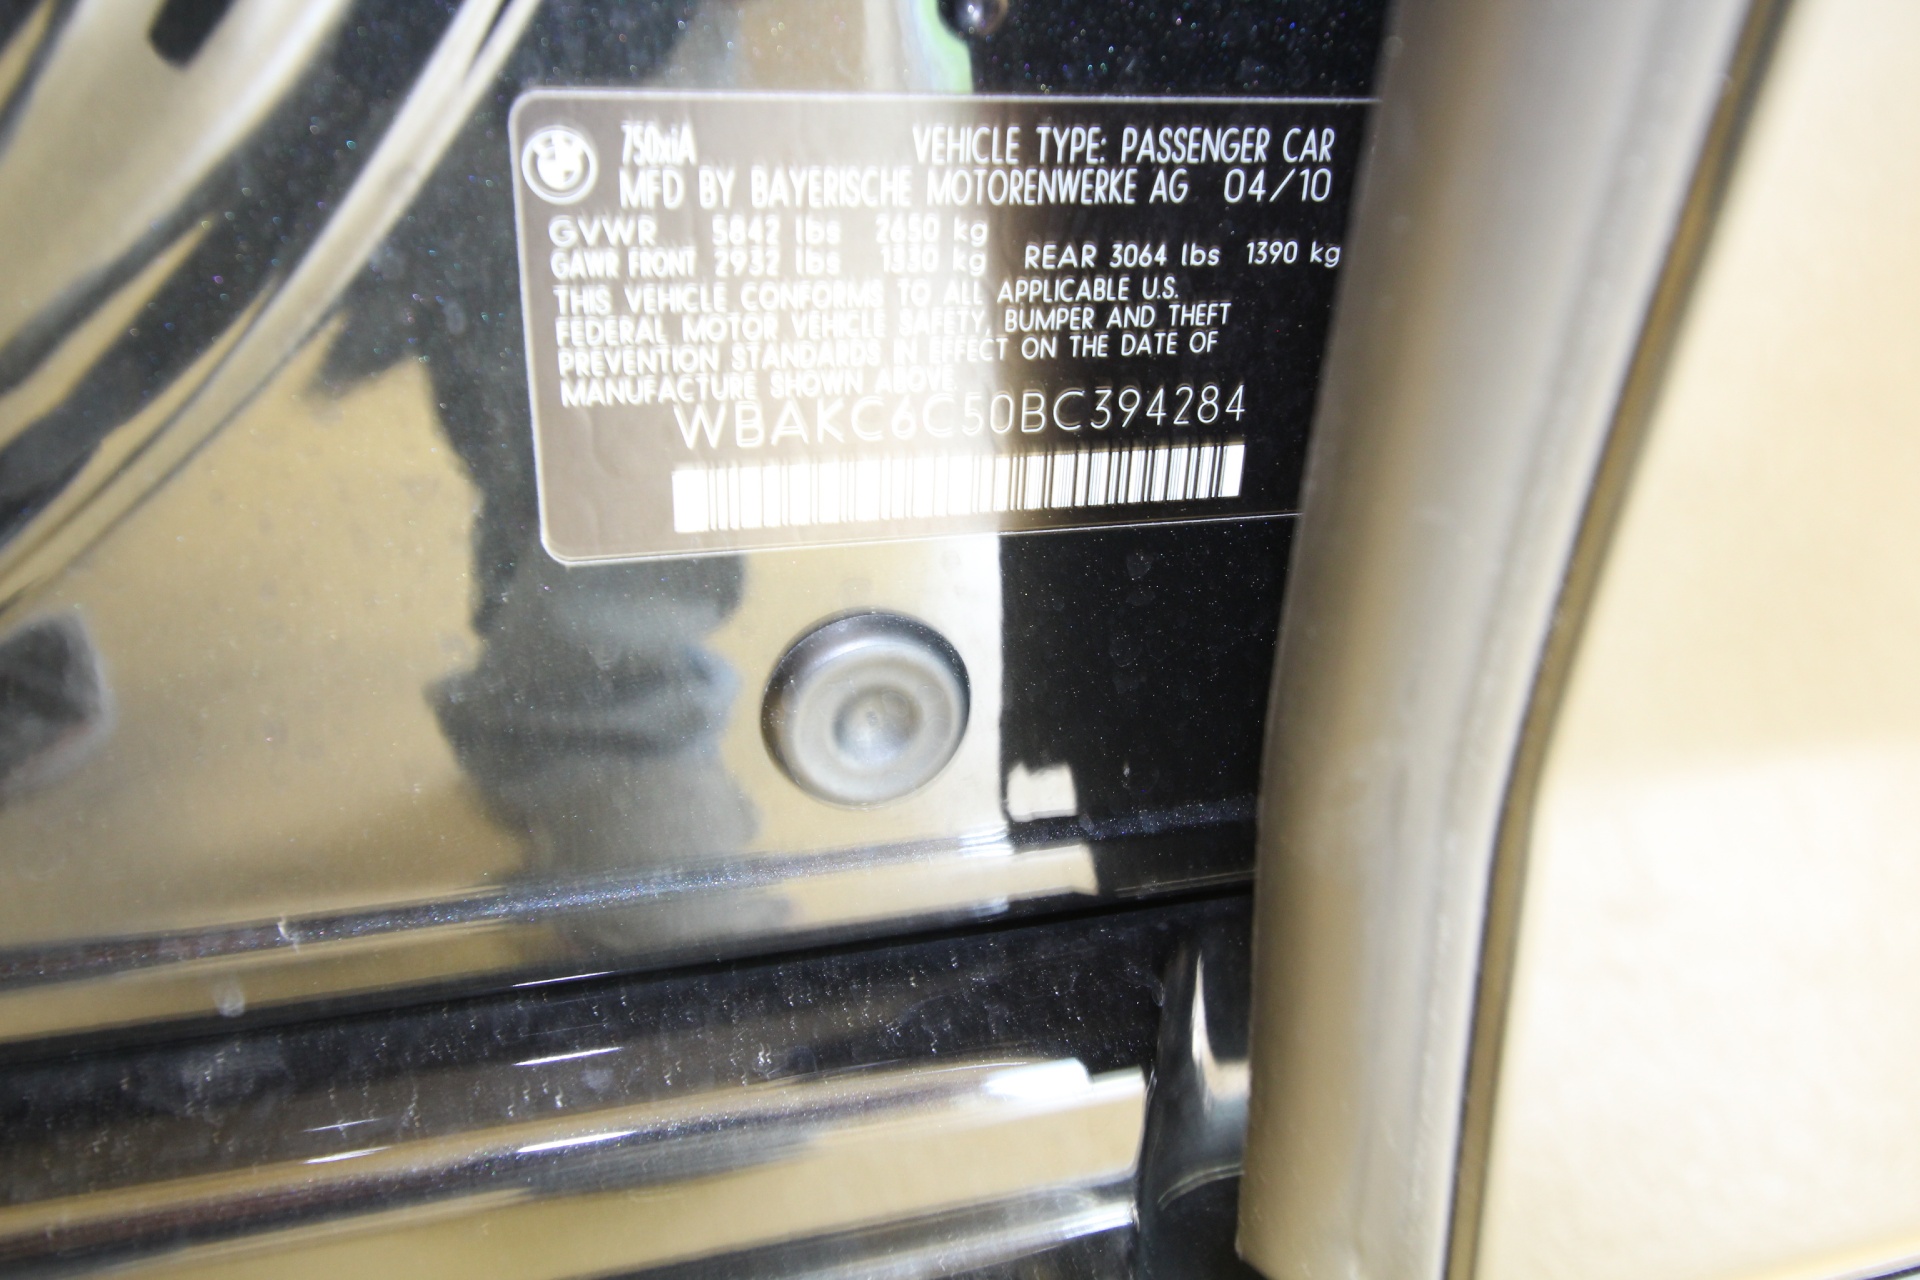 750xiA VEHICLE TYPE: PASSENGER CAR
MFD BY BAYERISCHE MOTORENWERKE AG 04/10
GVWR 5842 lbs 2650 kg
GAWR FRONT 2932 lbs 1330 kg REAR 3064 lbs 1390 kg
THIS VEHICLE CONFORMS TO ALL APPLICABLE U.S.
FEDERAL MOTOR VEHICLE SAFETY, BUMPER AND THEFT
PREVENTION STANDARDS IN EFFECT ON THE DATE OF
MANUFACTURE SHOWN ABOVE
WBAKC6C50BC394284